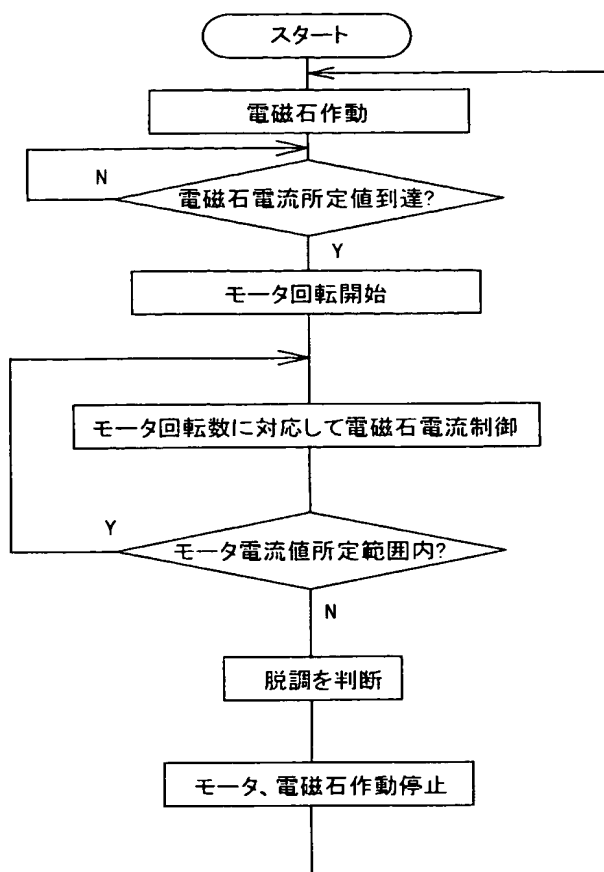 スタート
電磁石作動
N
電磁石電流所定値到達?
Y
モータ回転開始
モータ回転数に対応して電磁石電流制御
Y
モータ電流値所定範囲内?
N
脱調を判断
モータ、電磁石作動停止